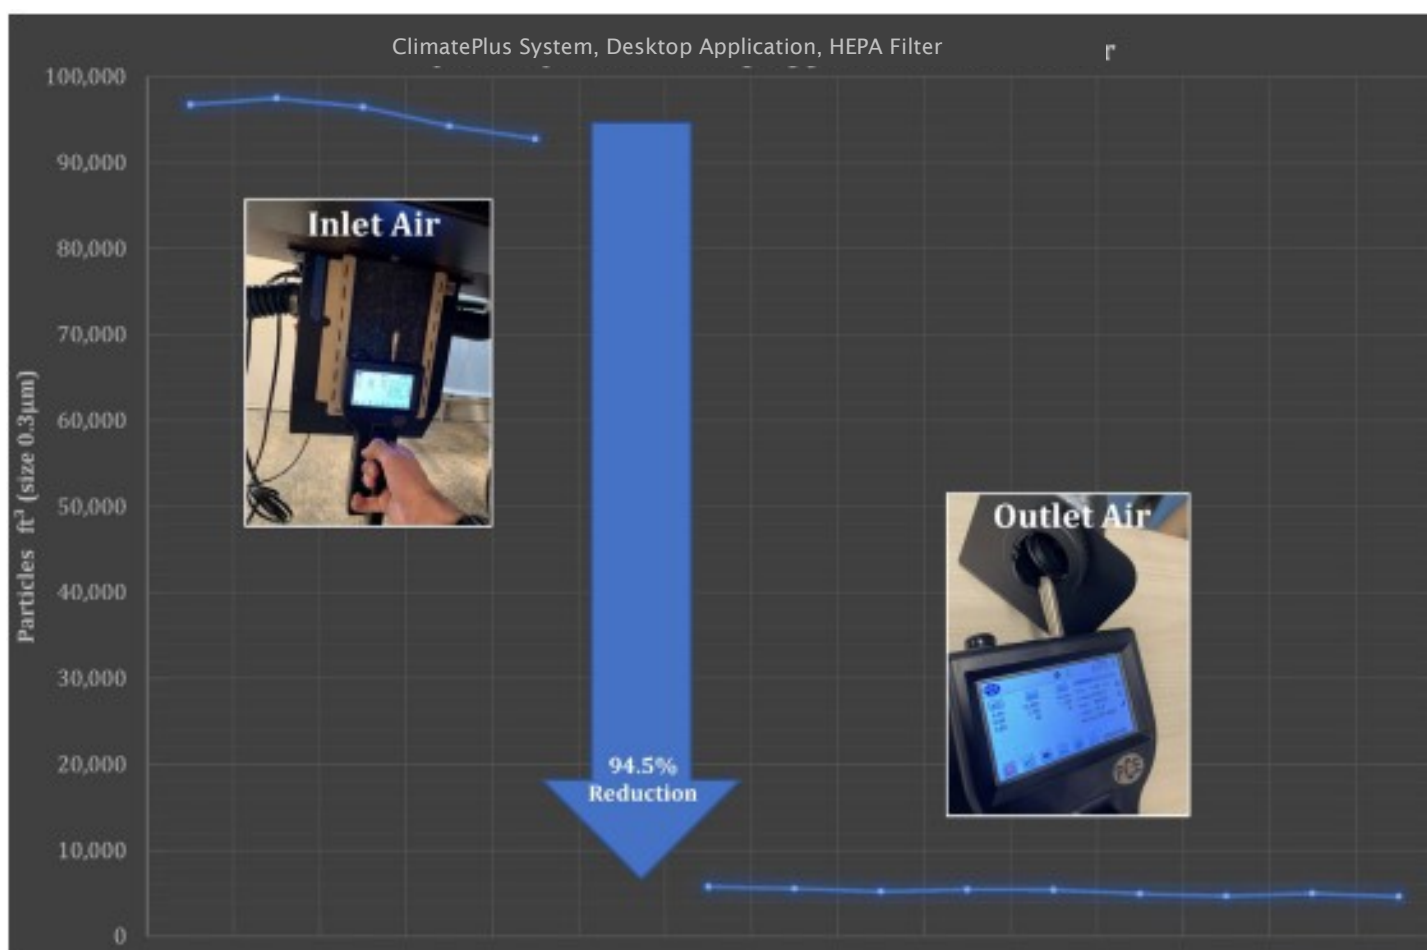 ClimatePlus System, Desktop Application, HEPA Filter
r
100,000
90,000
80,000
70,000
60,000
50,000
40,000
30,000
20,000
10,000
0
Particles ft³ (size 0.3µm)
Inlet Air
94.5%
Reduction
Outlet Air
PCE